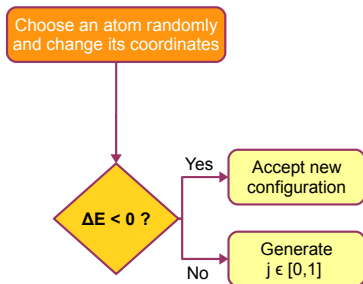 Choose an atom randomly
and change its coordinates
ΔE < 0 ?
Yes
Accept new
configuration
No
Generate
j ϵ [0,1]